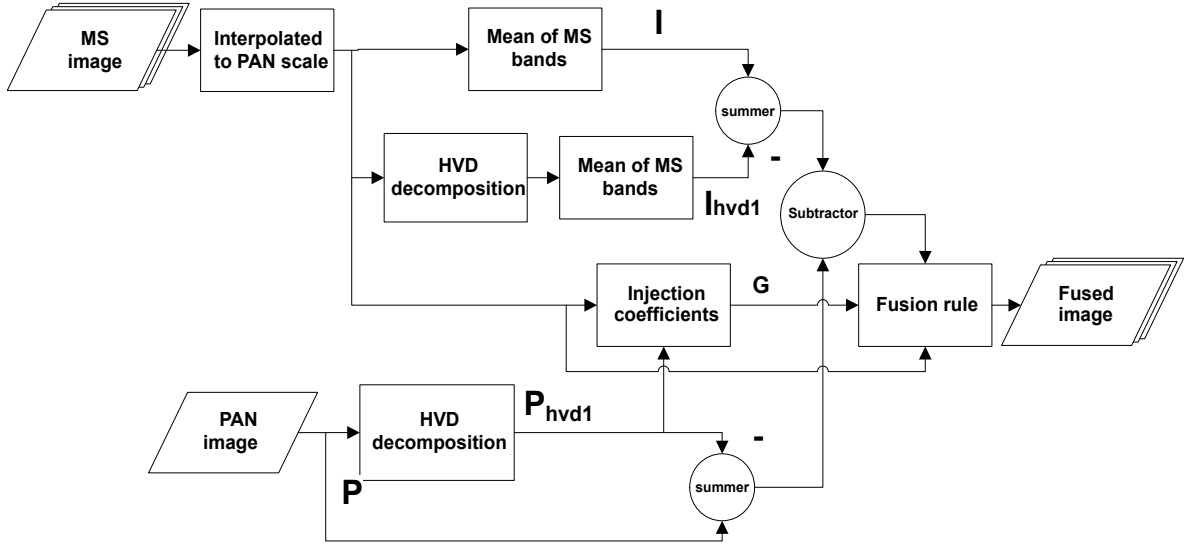 MS
image
Interpolated
to PAN scale
Mean of MS
bands
I
summer
-
HVD
decomposition
Mean of MS
bands
Ihvd1
Subtractor
Injection
coefficients
G
Fusion rule
Fused
image
PAN
image
HVD
decomposition
Phvd1
-
P
summer